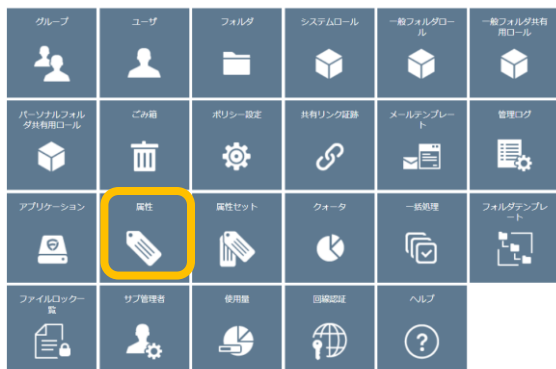 グループ
ユーザ
フォルダ
システムロール
一般フォルダロー
ル
一般フォルダ共有
用ロール
パーソナルフォル
ダ共有用ロール
ごみ箱
ポリシー設定
共有リンク証跡
メールテンプレー
ト
管理ログ
アプリケーション
属性
属性セット
クォータ
一括処理
フォルダテンプレ
ート
ファイルロック一
覧
サブ管理者
使用量
回線認証
ヘルプ
?